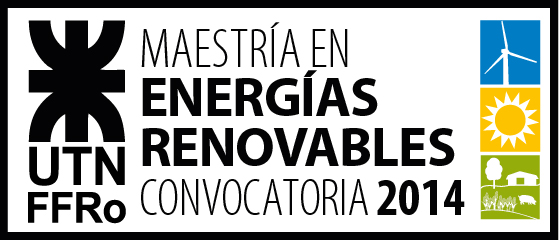 UTN
FFRo
MAESTRÍA EN
ENERGÍAS
RENOVABLES
CONVOCATORIA 2014